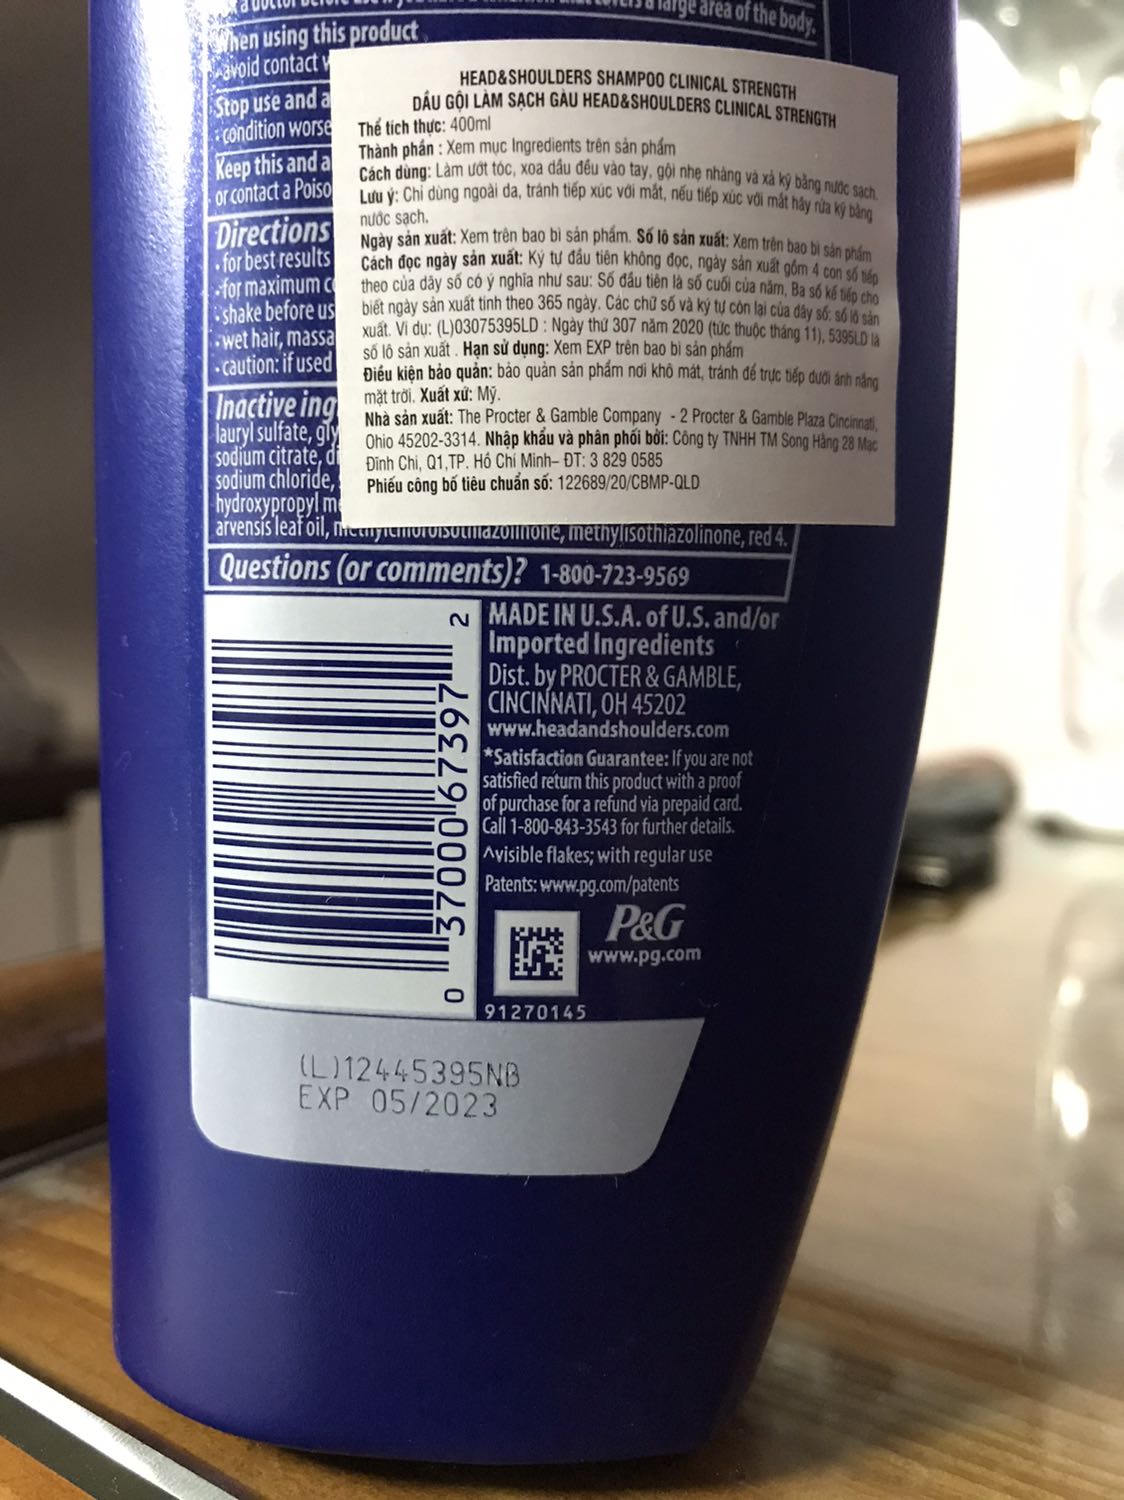 a large area of the body.
When using this product
avoid contact
HEAD&SHOULDERS SHAMPOO CLINICAL STRENGTH
DẦU GỘI LÀM SẠCH GÀU HEAD&SHOULDERS CLINICAL STRENGTH
Thể tích thực: 400ml
Thành phần : Xem mục Ingredients trên sản phẩm
Cách dùng: Làm ướt tóc, xoa dầu đều vào tay, gội nhẹ nhàng và xả kỹ bằng nước sạch.
Lưu ý: Chỉ dùng ngoài da, tránh tiếp xúc với mắt, nếu tiếp xúc với mắt hãy rửa kỹ bằng
nước sạch.
Ngày sản xuất: Xem trên bao bì sản phẩm. Số lô sản xuất: Xem trên bao bì sản phẩm
Cách đọc ngày sản xuất: Ký tự đầu tiên không đọc, ngày sản xuất gồm 4 con số tiếp
theo của dãy số có ý nghĩa như sau: Số đầu tiên là số cuối của năm, Ba số kế tiếp cho
biết ngày sản xuất tính theo 365 ngày. Các chữ số và ký tự còn lại của dãy số: số lô sản
xuất. Ví dụ: (L)03075395LD : Ngày thứ 307 năm 2020 (tức thuộc tháng 11), 5395LD là
số lô sản xuất . Hạn sử dụng: Xem EXP trên bao bì sản phẩm
Điều kiện bảo quản: bảo quản sản phẩm nơi khô mát, tránh để trực tiếp dưới ánh nắng
mặt trời. Xuất xứ: Mỹ.
Nhà sản xuất: The Procter & Gamble Company - 2 Procter & Gamble Plaza Cincinnati,
Ohio 45202-3314. Nhập khẩu và phân phối bởi: Công ty TNHH TM Song Hằng 28 Mạc
Đĩnh Chi, Q1,TP. Hồ Chí Minh– ĐT: 3 829 0585
Phiếu công bố tiêu chuẩn số: 122689/20/CBMP-QLD
Stop use and a
condition worse
Keep this and a
or contact a Poiso
Directions
for best results
for maximum
shake before us
wet hair, massa
caution: if used
Inactive ing
lauryl sulfate, gly
sodium citrate, di
sodium chloride,
hydroxypropyl
arvensis leaf oil, methylchloroisothiazolinone, methylisothiazolinone, red 4.
Questions (or comments)? 1-800-723-9569
0 37000 67397 2
MADE IN U.S.A. of U.S. and/or
Imported Ingredients
Dist. by PROCTER & GAMBLE,
CINCINNATI, OH 45202
www.headandshoulders.com
*Satisfaction Guarantee: If you are not
satisfied return this product with a proof
of purchase for a refund via prepaid card.
Call 1-800-843-3543 for further details.
^visible flakes; with regular use
Patents: www.pg.com/patents
P&G
www.pg.com
91270145
(L)12445395NB
EXP 05/2023